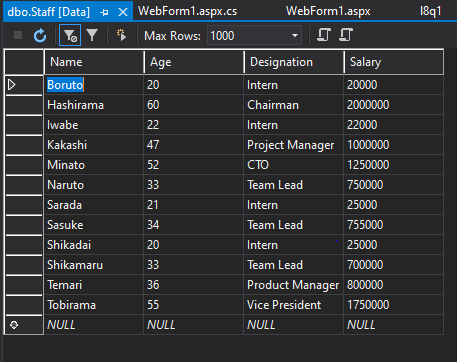 dbo.Staff [Data] WebForm1.aspx.cs WebForm1.aspx l8q1
Max Rows: 1000
Name Age Designation Salary
Boruto 20 Intern 20000
Hashirama 60 Chairman 2000000
Iwabe 22 Intern 22000
Kakashi 47 Project Manager 1000000
Minato 52 CTO 1250000
Naruto 33 Team Lead 750000
Sarada 21 Intern 25000
Sasuke 34 Team Lead 755000
Shikadai 20 Intern 25000
Shikamaru 33 Team Lead 700000
Temari 36 Product Manager 800000
Tobirama 55 Vice President 1750000
NULL NULL NULL NULL